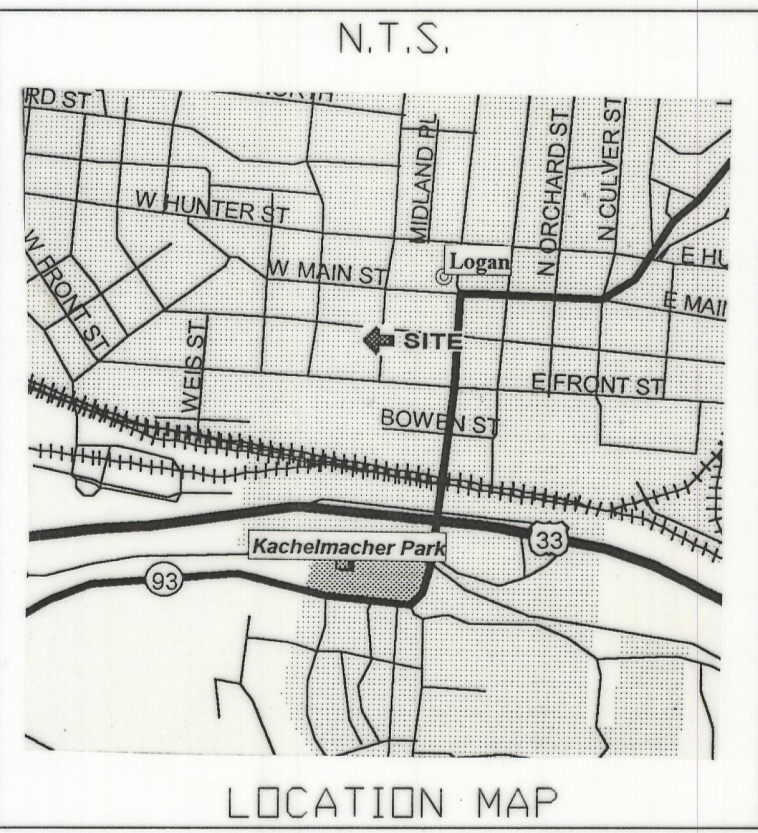 N.T.S.
RD ST
NORTH
MIDLAND PL
N ORCHARD ST
N CULVER ST
W HUNTER ST
W FRONT ST
W MAIN ST
Logan
E HU
E MAI
SITE
WEIS ST
E FRONT ST
BOWEN ST
33
Kachelmacher Park
93
LOCATION MAP